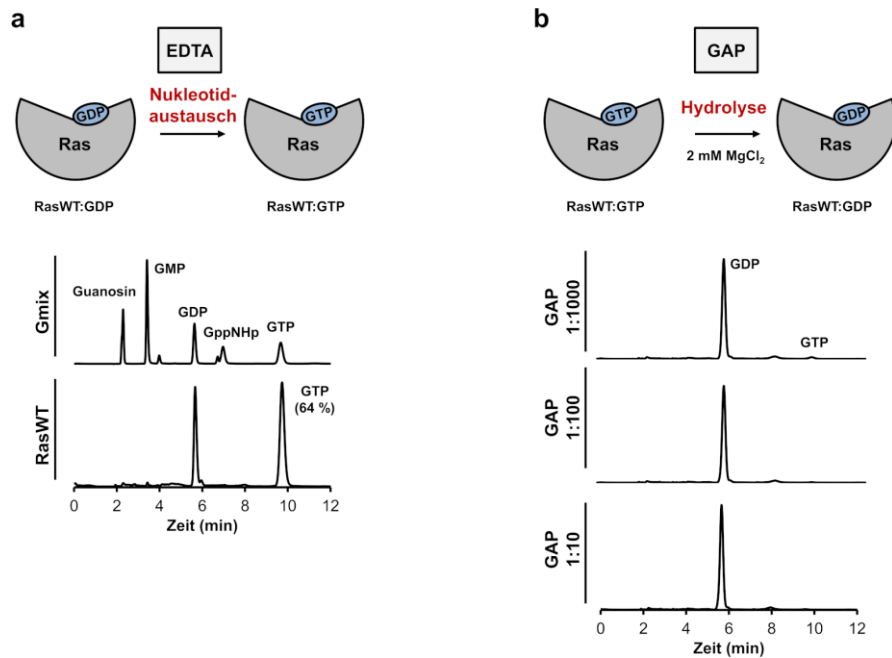 a
EDTA
GDP
Ras
Nukleotid-
austausch
GTP
Ras
RasWT:GDP
RasWT:GTP
Gmix
Guanosin
GMP
GDP
GppNHp
GTP
RasWT
GTP
(64 %)
0 2 4 6 8 10 12
Zeit (min)
b
GAP
GTP
Ras
Hydrolyse
2 mM MgCl2
GDP
Ras
RasWT:GTP
RasWT:GDP
GAP
1:1000
GDP
GTP
GAP
1:100
GAP
1:10
0 2 4 6 8 10 12
Zeit (min)